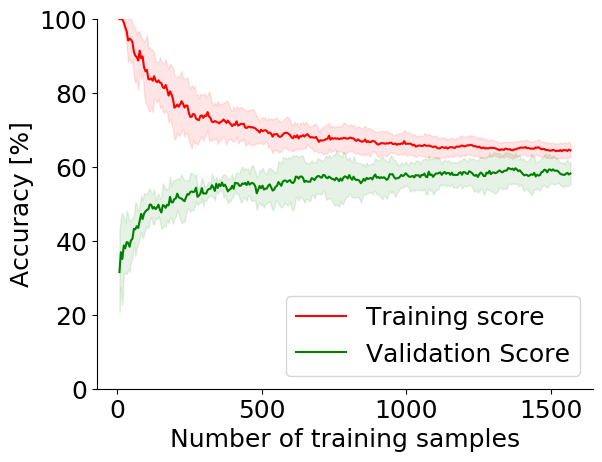 100
80
60
40
20
0
Accuracy [%]
Training score
Validation Score
0 500 1000 1500
Number of training samples